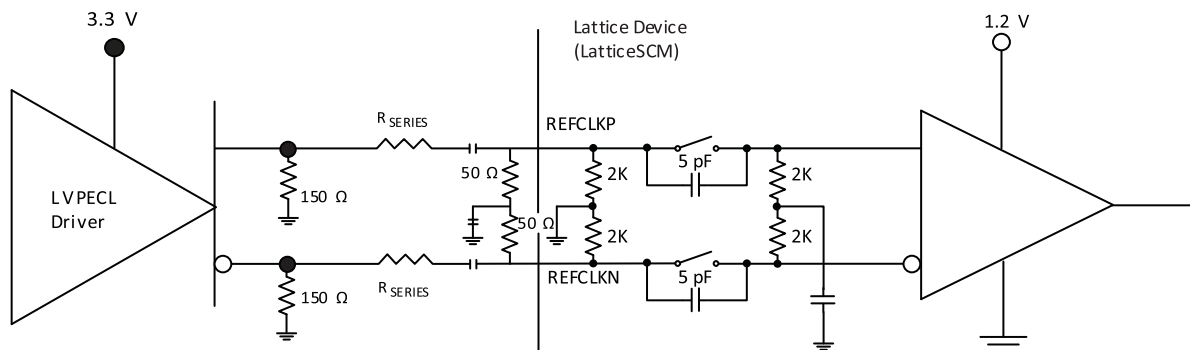 3.3 V
Lattice Device
(LatticeSCM)
1.2 V
R SERIES
REFCLKP
5 pF
50 Ω
2K
2K
LVPECL
Driver
150 Ω
50 Ω
2K
2K
R SERIES
REFCLKN
5 pF
150 Ω